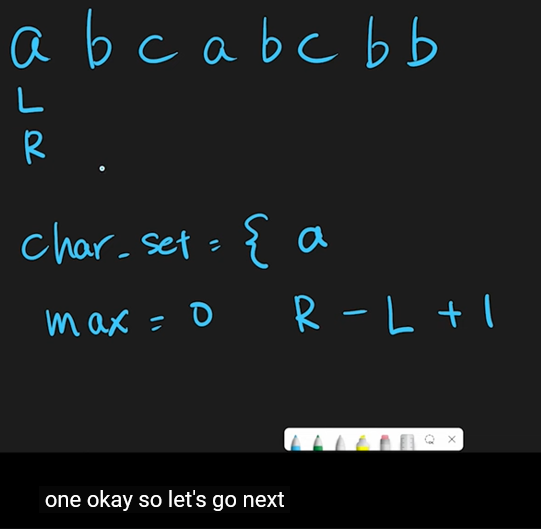 a b c a b c b b
L
R
char_set = { a
max = 0 R - L + 1
one okay so let's go next